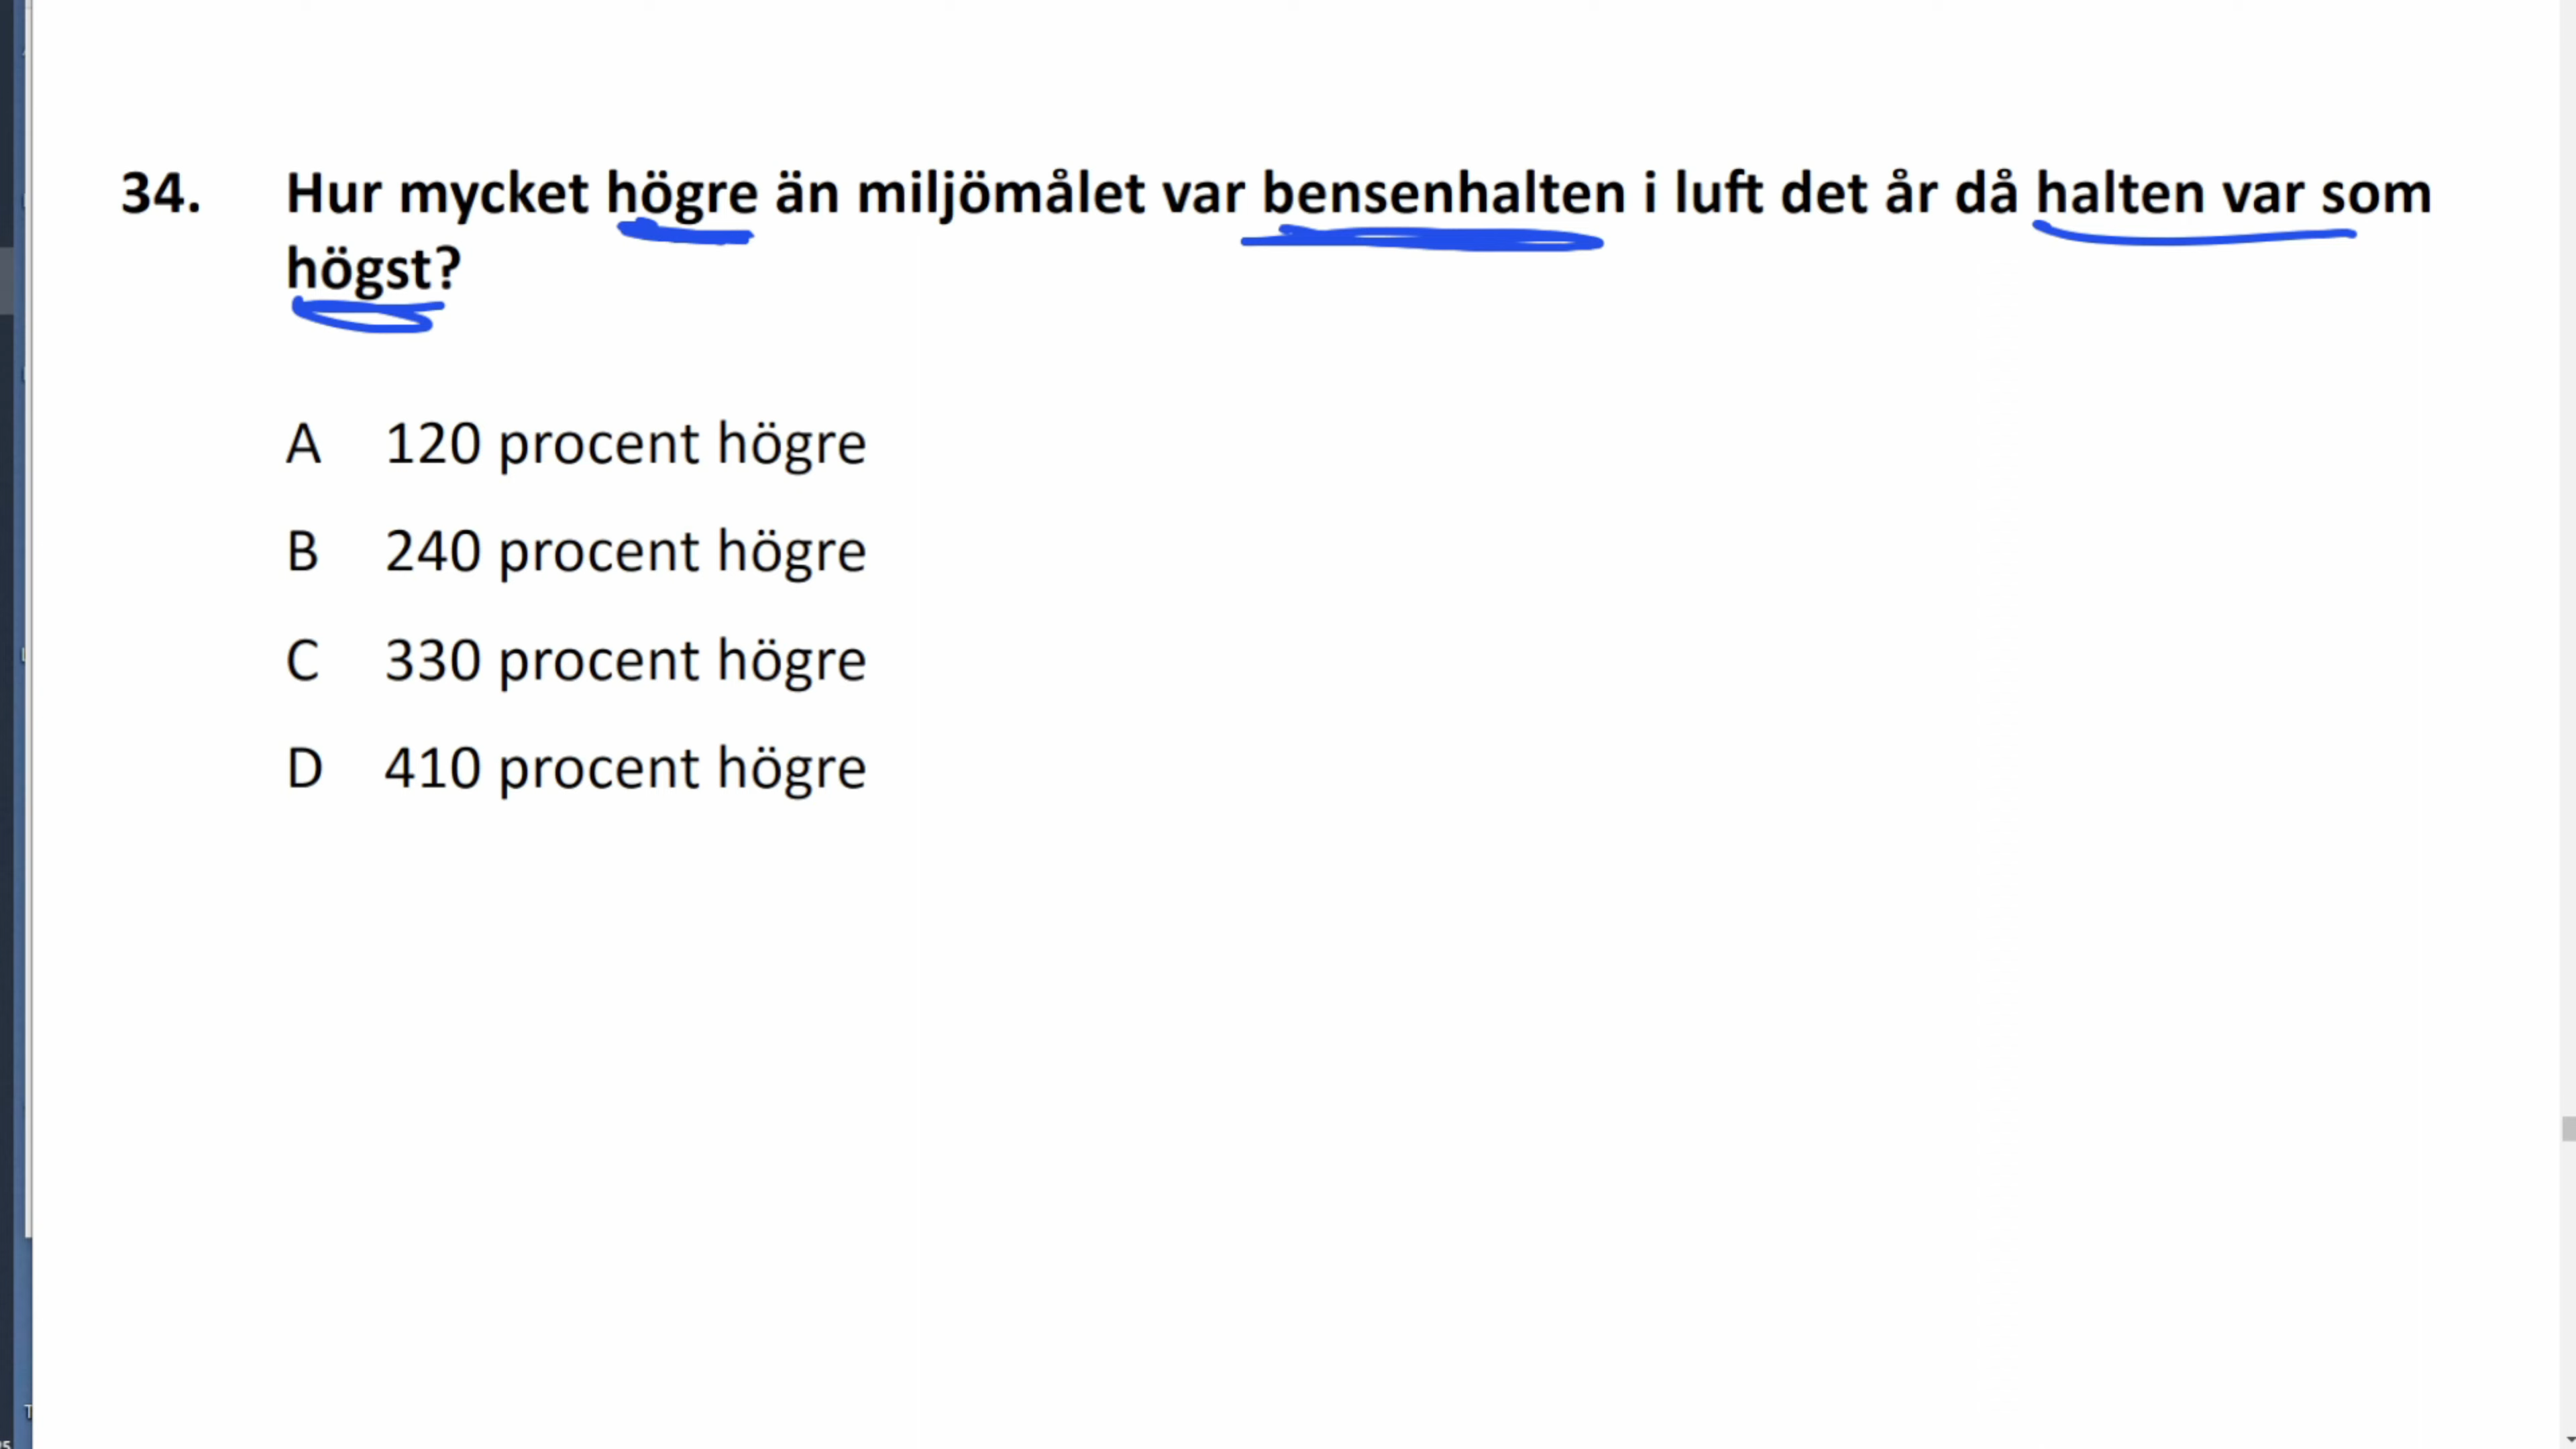 34. Hur mycket högre än miljömålet var bensenhalten i luft det år då halten var som
högst?
A 120 procent högre
B 240 procent högre
C 330 procent högre
D 410 procent högre